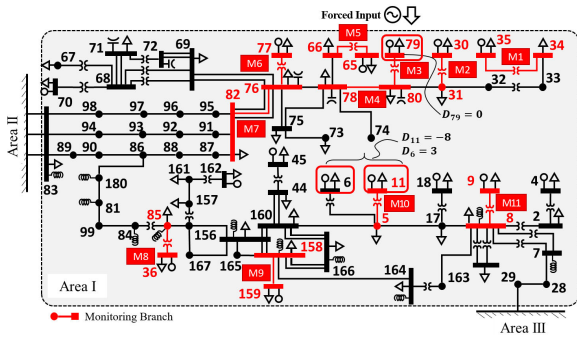 Forced Input
71 72 69 77 M6 66 M5 65 79 30 35 M1 34
67 68 76 M3 M2
70 82 78 M4 80 31 32 33
98 97 96 95 M7 75 73 74 D₇₉ = 0
Area II
94 93 92 91
89 90 86 88 87
83 180 161 162 45 D₁₁ = −8
D₆ = 3
81 157 44 6 11 18 9 4
99 84 85 156 160 158 M10 5 17 M11 8 2
M8 36 167 165 M9 166 164 163 7
159 29 28
Area I
Monitoring Branch
Area III